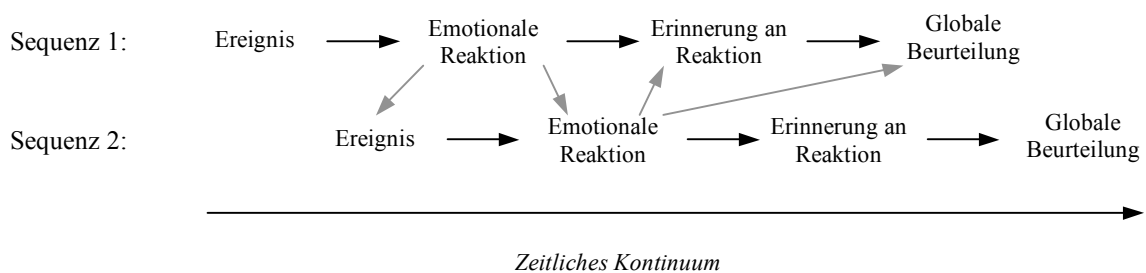 Sequenz 1:
Ereignis
Emotionale
Reaktion
Erinnerung an
Reaktion
Globale
Beurteilung
Sequenz 2:
Ereignis
Emotionale
Reaktion
Erinnerung an
Reaktion
Globale
Beurteilung
Zeitliches Kontinuum